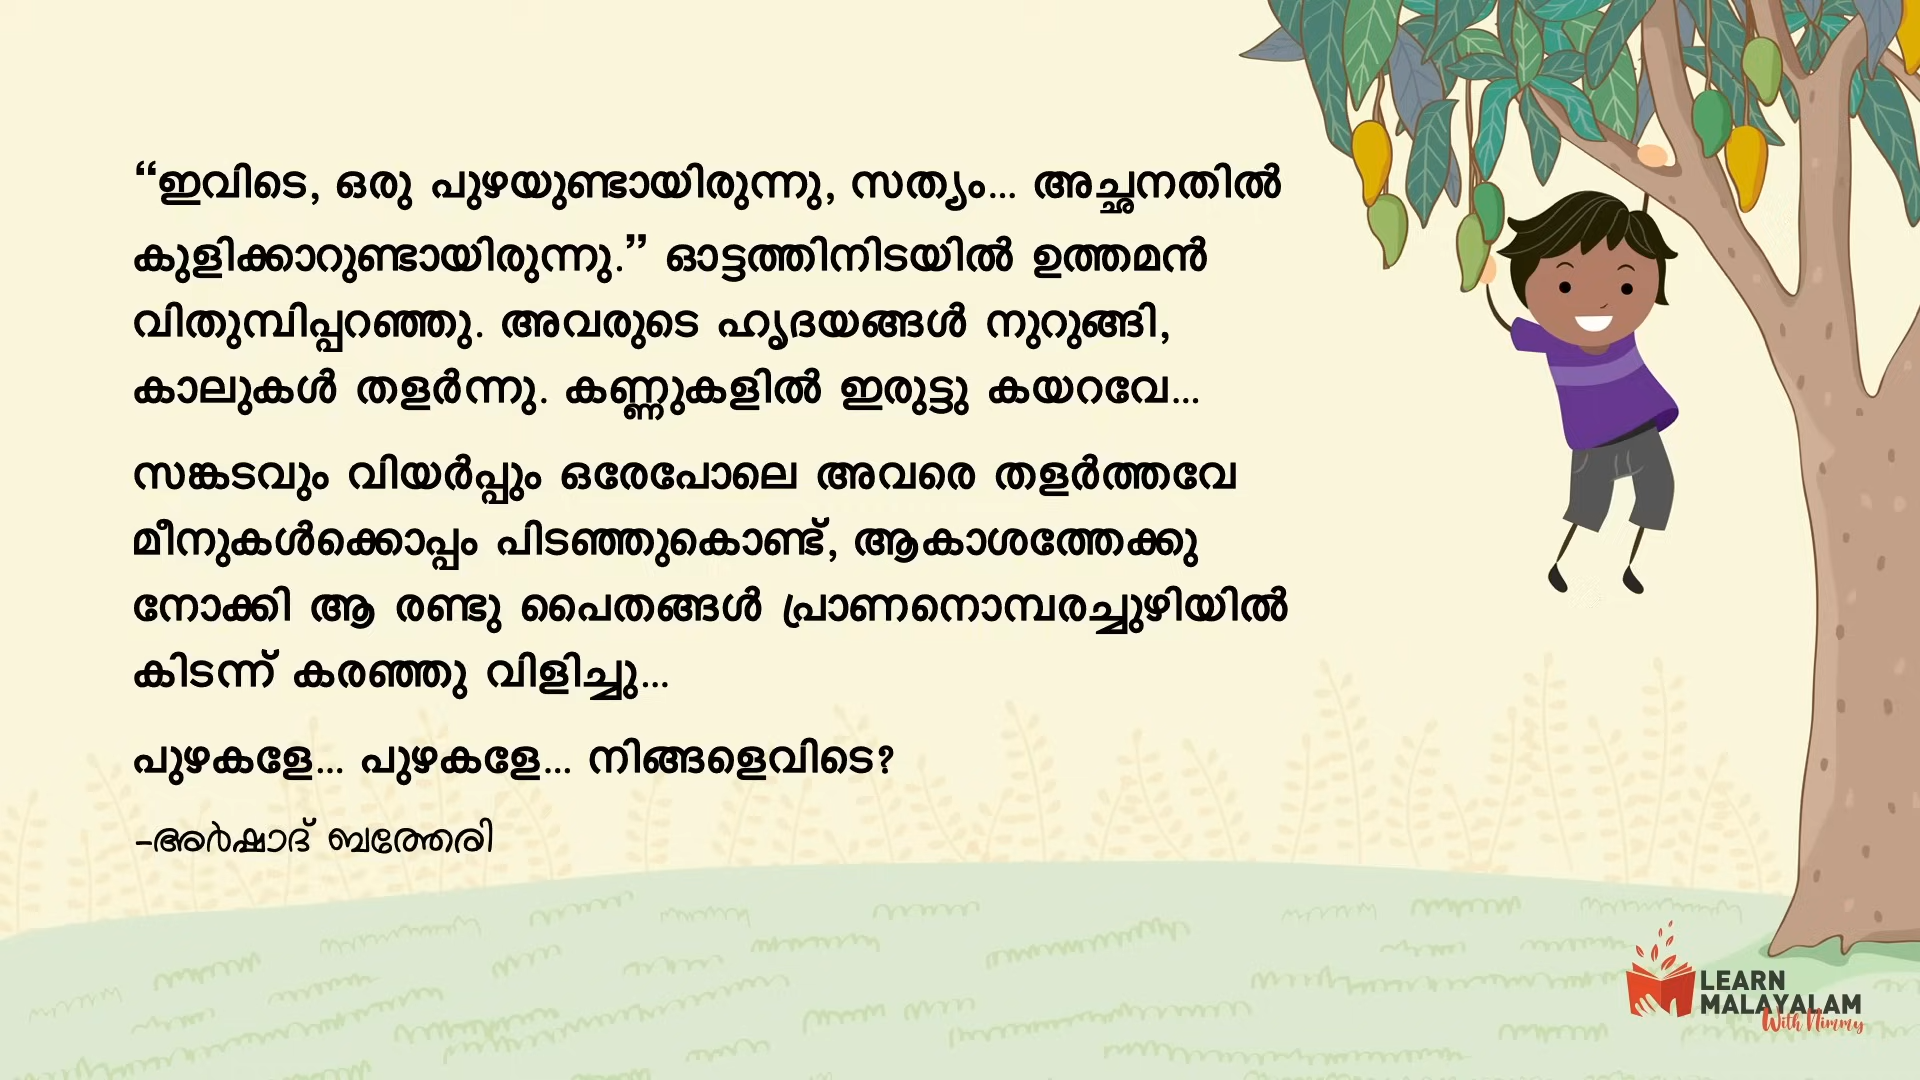 “ഇവിടെ, ഒരു പുഴയുണ്ടായിരുന്നു, സത്യം... അച്ഛനതിൽ
കുളിക്കാറുണ്ടായിരുന്നു.” ഓട്ടത്തിനിടയിൽ ഉത്തമൻ
വിതുമ്പിപ്പറഞ്ഞു. അവരുടെ ഹൃദയങ്ങൾ നുറുങ്ങി,
കാലുകൾ തളർന്നു. കണ്ണുകളിൽ ഇരുട്ടു കയറവേ...
സങ്കടവും വിയർപ്പും ഒരേപോലെ അവരെ തളർത്തവേ
മീനുകൾക്കൊപ്പം പിടഞ്ഞുകൊണ്ട്, ആകാശത്തേക്കു
നോക്കി ആ രണ്ടു പൈതങ്ങൾ പ്രാണനൊമ്പരച്ചുഴിയിൽ
കിടന്ന് കരഞ്ഞു വിളിച്ചു...
പുഴകളേ... പുഴകളേ... നിങ്ങളെവിടെ?
-അർഷാദ് ബത്തേരി
LEARN
MALAYALAM
With Nimmy